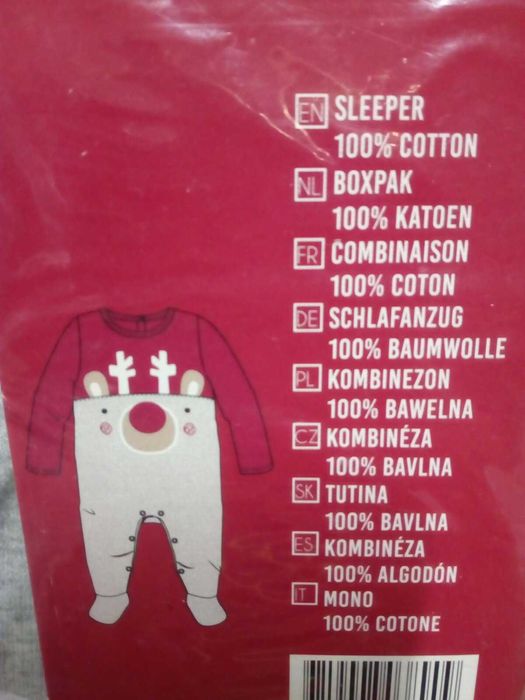 EN SLEEPER
100% COTTON
NL BOXPAK
100% KATOEN
FR COMBINAISON
100% COTON
DE SCHLAFANZUG
100% BAUMWOLLE
PL KOMBINEZON
100% BAWELNA
CZ KOMBINÉZA
100% BAVLNA
SK TUTINA
100% BAVLNA
ES KOMBINÉZA
100% ALGODÓN
IT MONO
100% COTONE